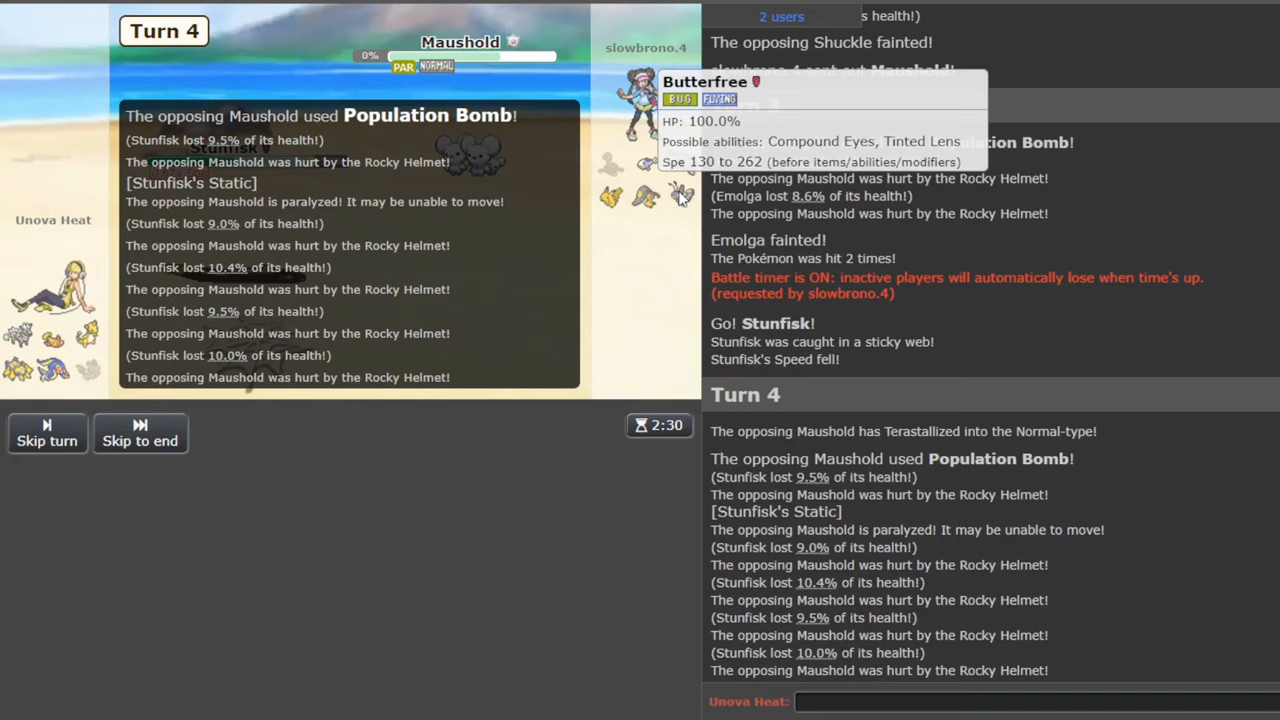 Turn 4
Maushold
0%
PAR NORMAL
The opposing Maushold used Population Bomb!
(Stunfisk lost 9.5% of its health!)
The opposing Maushold was hurt by the Rocky Helmet!
[Stunfisk's Static]
The opposing Maushold is paralyzed! It may be unable to move!
(Stunfisk lost 9.0% of its health!)
The opposing Maushold was hurt by the Rocky Helmet!
(Stunfisk lost 10.4% of its health!)
The opposing Maushold was hurt by the Rocky Helmet!
(Stunfisk lost 9.5% of its health!)
The opposing Maushold was hurt by the Rocky Helmet!
(Stunfisk lost 10.0% of its health!)
The opposing Maushold was hurt by the Rocky Helmet!
Unova Heat
slowbrono.4
Butterfree
BUG FLYING
HP: 100.0%
Possible abilities: Compound Eyes, Tinted Lens
Spe 130 to 262 (before items/abilities/modifiers)
Skip turn
Skip to end
2:30
2 users
s health!)
The opposing Shuckle fainted!
The opposing Maushold was hurt by the Rocky Helmet!
(Emolga lost 8.6% of its health!)
The opposing Maushold was hurt by the Rocky Helmet!
Emolga fainted!
The Pokémon was hit 2 times!
Battle timer is ON: inactive players will automatically lose when time's up.
(requested by slowbrono.4)
Go! Stunfisk!
Stunfisk was caught in a sticky web!
Stunfisk's Speed fell!
Turn 4
The opposing Maushold has Terastallized into the Normal-type!
The opposing Maushold used Population Bomb!
(Stunfisk lost 9.5% of its health!)
The opposing Maushold was hurt by the Rocky Helmet!
[Stunfisk's Static]
The opposing Maushold is paralyzed! It may be unable to move!
(Stunfisk lost 9.0% of its health!)
The opposing Maushold was hurt by the Rocky Helmet!
(Stunfisk lost 10.4% of its health!)
The opposing Maushold was hurt by the Rocky Helmet!
(Stunfisk lost 9.5% of its health!)
The opposing Maushold was hurt by the Rocky Helmet!
(Stunfisk lost 10.0% of its health!)
The opposing Maushold was hurt by the Rocky Helmet!
Unova Heat: